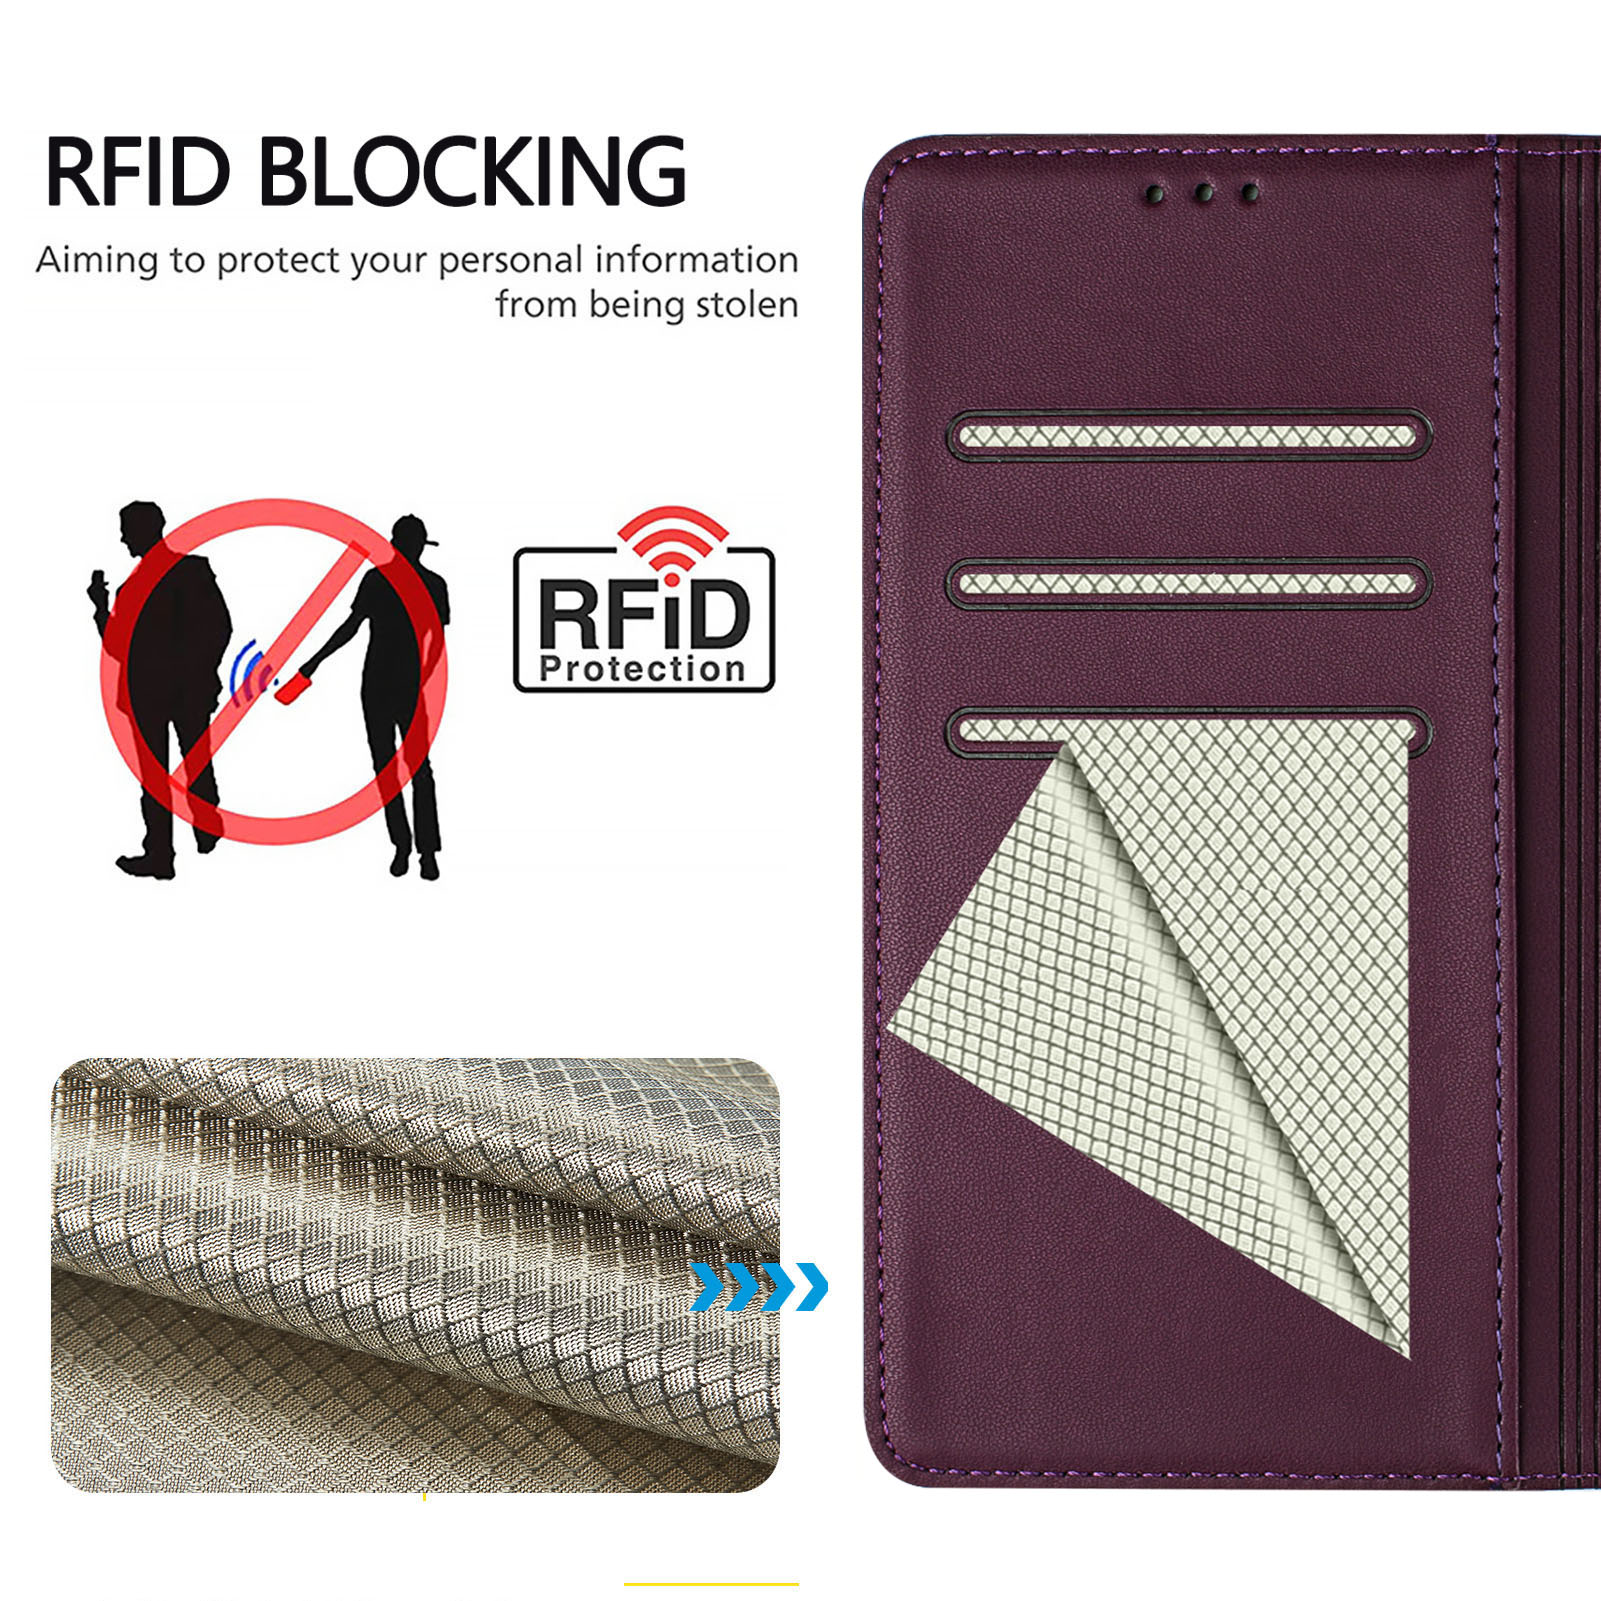 RFID BLOCKING
Aiming to protect your personal information
from being stolen
RFiD
Protection